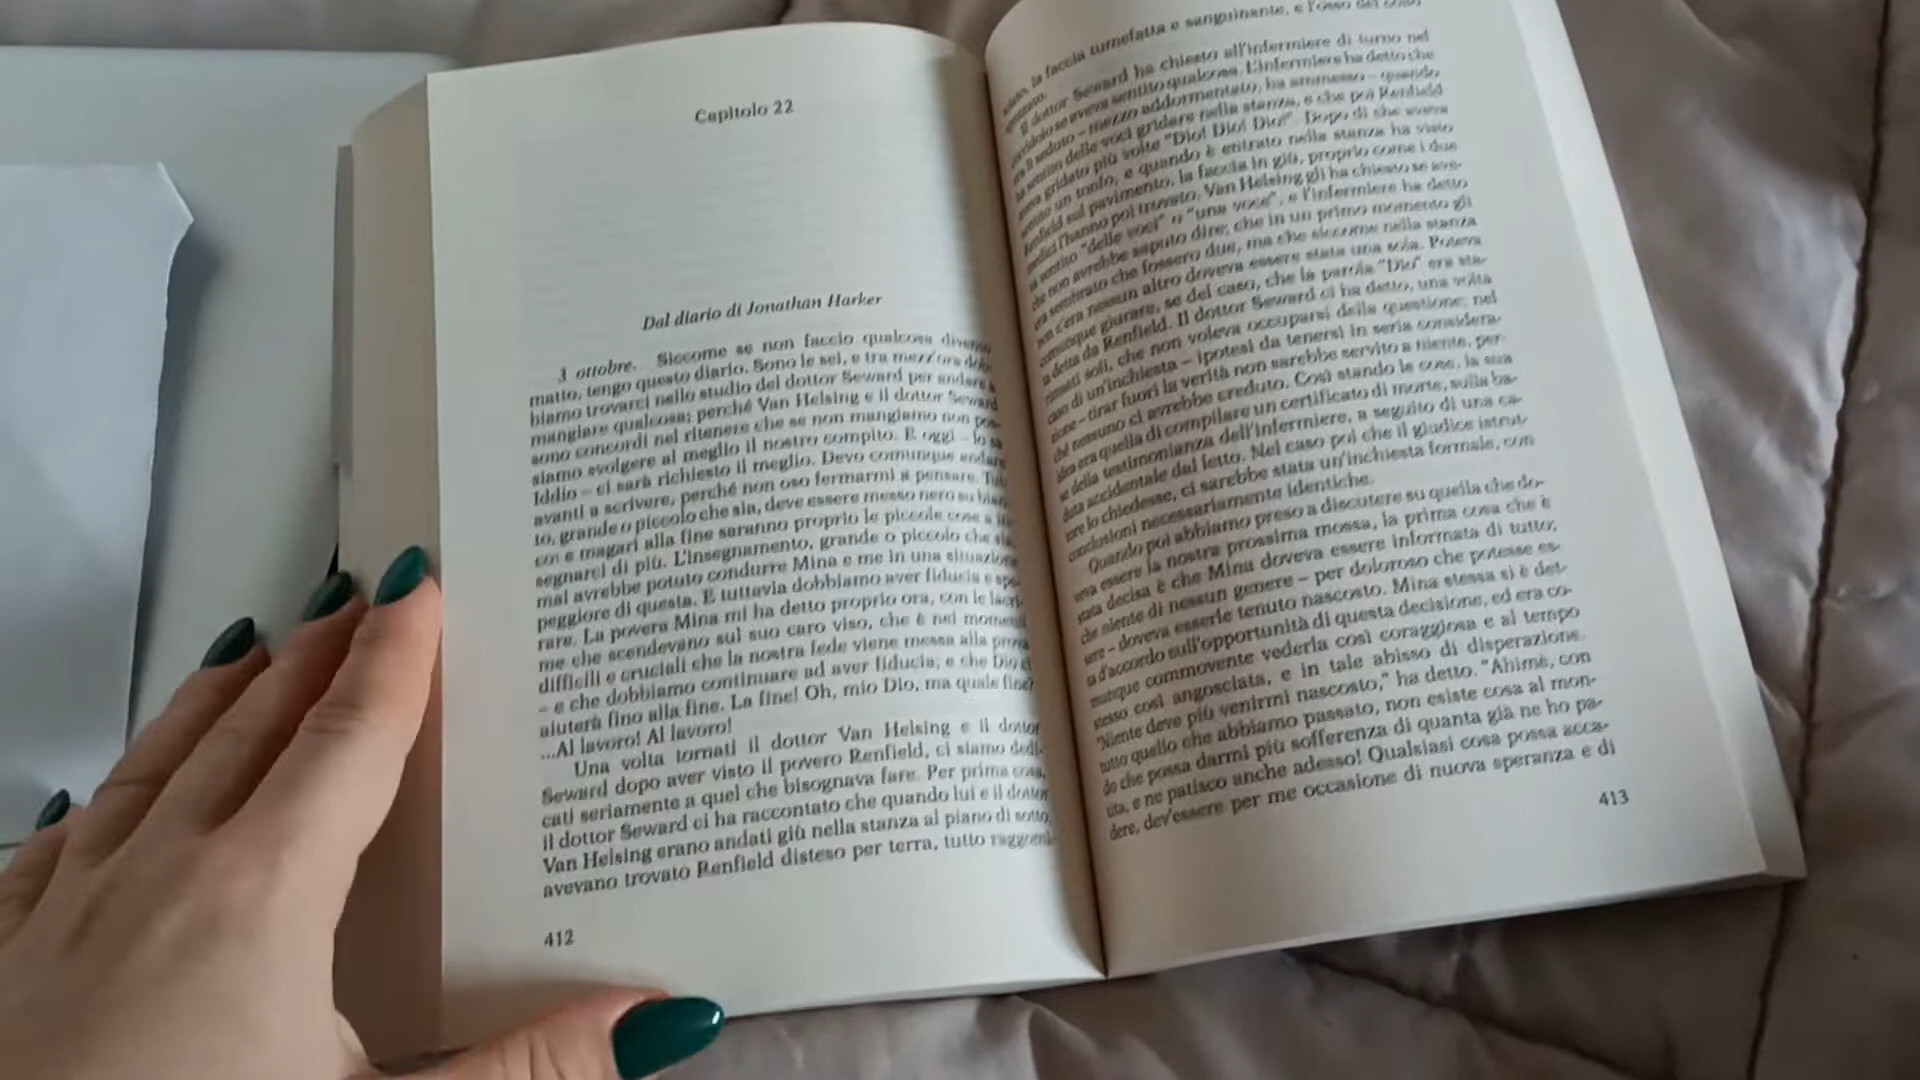 Capitolo 22
Dal diario di Jonathan Harker
3 ottobre. Siccome se non faccio qualcosa divento
matto, tengo questo diario. Sono le sei, e tra mezz'ora dob-
biamo trovarci nello studio del dottor Seward per andare a
mangiare qualcosa; perché Van Helsing e il dottor Seward
sono concordi nel ritenere che se non mangiamo non pos-
siamo svolgere al meglio il nostro compito. E oggi – lo sa
Iddio – ci sarà richiesto il meglio. Devo comunque andare
avanti a scrivere, perché non oso fermarmi a pensare. Tut-
to, grande o piccolo che sia, deve essere messo nero su bian-
co: e magari alla fine saranno proprio le piccole cose a in-
segnarci di più. L'insegnamento, grande o piccolo che sia,
mai avrebbe potuto condurre Mina e me in una situazione
peggiore di questa. E tuttavia dobbiamo aver fiducia e spe-
rare. La povera Mina mi ha detto proprio ora, con le lacri-
me che scendevano sul suo caro viso, che è nei momenti
difficili e cruciali che la nostra fede viene messa alla prova
– e che dobbiamo continuare ad aver fiducia; e che Dio ci
aiuterà fino alla fine. La fine! Oh, mio Dio, ma quale fine?
...Al lavoro! Al lavoro!
Una volta tornati il dottor Van Helsing e il dottor
Seward dopo aver visto il povero Renfield, ci siamo dedi-
cati seriamente a quel che bisognava fare. Per prima cosa,
il dottor Seward ci ha raccontato che quando lui e il dottor
Van Helsing erano andati giù nella stanza al piano di sotto,
avevano trovato Renfield disteso per terra, tutto raggomi-
412
la faccia tumefatta e sanguinante, e l'osso del collo
spezzato.
Il dottor Seward ha chiesto all'infermiere di turno nel
corridoio se aveva sentito qualcosa. L'infermiere ha detto che
era lì seduto – mezzo addormentato, ha ammesso – quando
ha sentito delle voci gridare nella stanza, e che poi Renfield
aveva gridato più volte "Dio! Dio! Dio!". Dopo di che aveva
sentito un tonfo, e quando è entrato nella stanza ha visto
Renfield sul pavimento, la faccia in giù, proprio come i due
medici l'hanno poi trovato. Van Helsing gli ha chiesto se ave-
va sentito "delle voci" o "una voce", e l'infermiere ha detto
che non avrebbe saputo dire; che in un primo momento gli
era sembrato che fossero due, ma che siccome nella stanza
non c'era nessun altro doveva essere stata una sola. Poteva
comunque giurare, se del caso, che la parola "Dio" era sta-
ta detta da Renfield. Il dottor Seward ci ha detto, una volta
rimasti soli, che non voleva occuparsi della questione; nel
caso di un'inchiesta – ipotesi da tenersi in seria considera-
zione – tirar fuori la verità non sarebbe servito a niente, per-
ché nessuno ci avrebbe creduto. Così stando le cose, la sua
idea era quella di compilare un certificato di morte, sulla ba-
se della testimonianza dell'infermiere, a seguito di una ca-
duta accidentale dal letto. Nel caso poi che il giudice istrut-
tore lo chiedesse, ci sarebbe stata un'inchiesta formale, con
conclusioni necessariamente identiche.
Quando poi abbiamo preso a discutere su quella che do-
veva essere la nostra prossima mossa, la prima cosa che è
stata decisa è che Mina doveva essere informata di tutto;
che niente di nessun genere – per doloroso che potesse es-
sere – doveva esserle tenuto nascosto. Mina stessa si è det-
ta d'accordo sull'opportunità di questa decisione, ed era co-
munque commovente vederla così coraggiosa e al tempo
stesso così angosciata, e in tale abisso di disperazione.
"Niente deve più venirmi nascosto," ha detto. "Ahimè, con
tutto quello che abbiamo passato, non esiste cosa al mon-
do che possa darmi più sofferenza di quanta già ne ho pa-
tita, e ne patisco anche adesso! Qualsiasi cosa possa acca-
dere, dev'essere per me occasione di nuova speranza e di
413